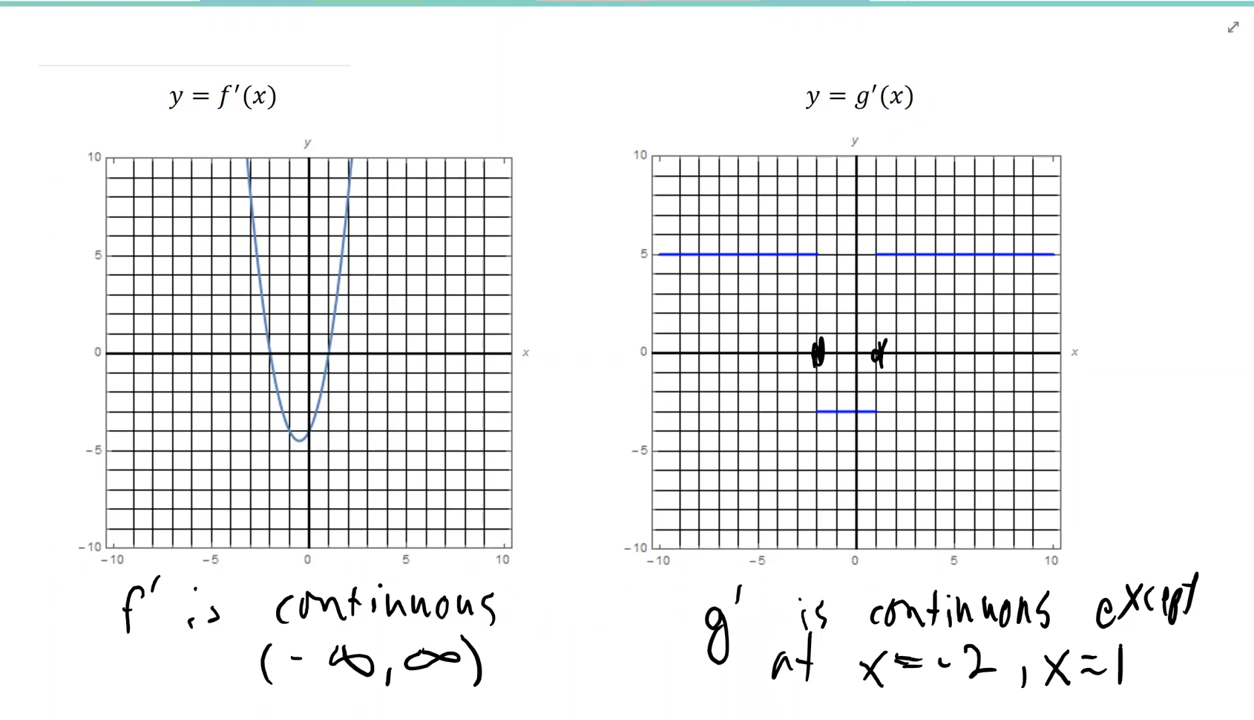 y = f′(x)
y = g′(x)
y
10
5
0
−5
−10
−10
−5
0
5
10
x
y
10
5
0
−5
−10
−10
−5
0
5
10
x
f' is continuous
(-∞, ∞)
g' is continuous except
at x = -2, x = 1